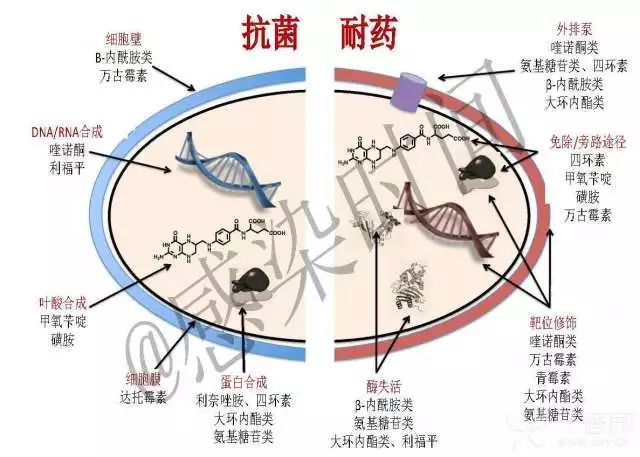 抗菌 耐药
细胞壁
B-内酰胺类
万古霉素
DNA/RNA合成
喹诺酮
利福平
叶酸合成
甲氧苄啶
磺胺
细胞膜
达托霉素
蛋白合成
利奈唑胺、四环素
大环内酯类
氨基糖苷类
外排泵
喹诺酮类
氨基糖苷类、四环素
β-内酰胺类
大环内酯类
免除/旁路途径
四环素
甲氧苄啶
磺胺
万古霉素
靶位修饰
喹诺酮类
万古霉素
青霉素
大环内酯类
氨基糖苷类
酶失活
β-内酰胺类
氨基糖苷类
大环内酯类、利福平
@感染时间